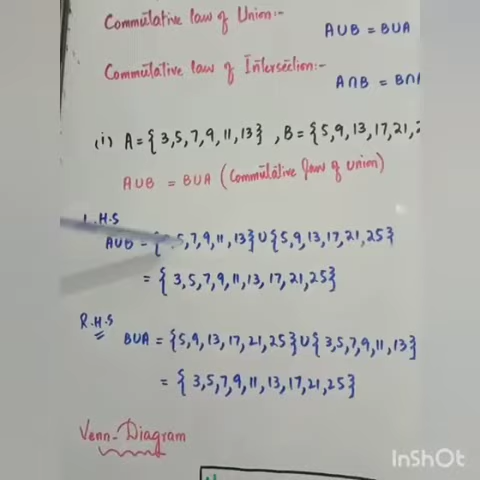 Commutative law of Union:-
AUB = BUA
Commutative law of Intersection:-
A∩B = B∩
(i) A = {3,5,7,9,11,13} , B = {5,9,13,17,21,
AUB = BUA (Commutative law of union)
L.H.S
AUB = { 5,7,9,11,13} U {5,9,13,17,21,25}
= {3,5,7,9,11,13,17,21,25}
R.H.S
BUA = {5,9,13,17,21,25} U {3,5,7,9,11,13}
= {3,5,7,9,11,13,17,21,25}
Venn-Diagram
InShOt